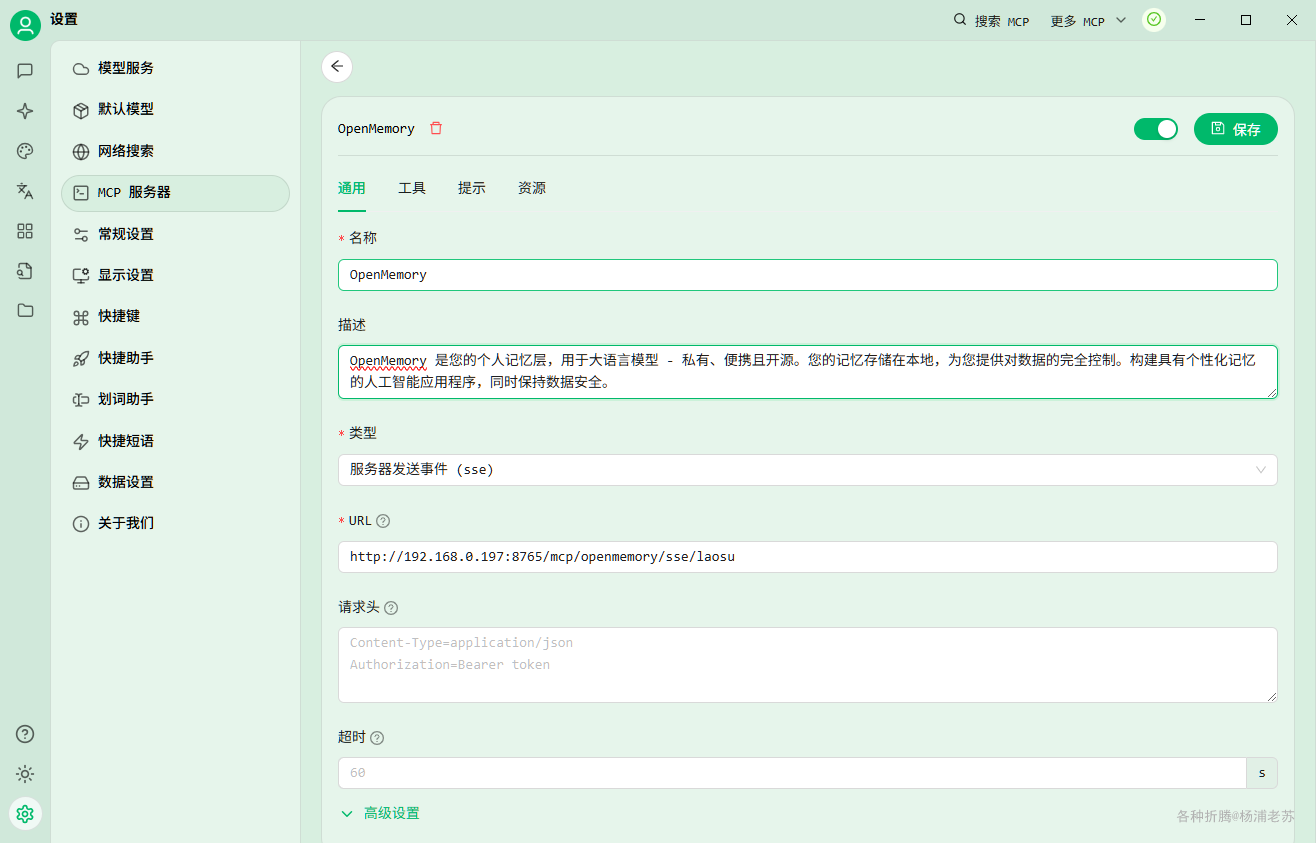 设置
搜索 MCP
更多 MCP
模型服务
默认模型
网络搜索
MCP 服务器
常规设置
显示设置
快捷键
快捷助手
划词助手
快捷短语
数据设置
关于我们
OpenMemory
保存
通用
工具
提示
资源
* 名称
OpenMemory
描述
OpenMemory 是您的个人记忆层，用于大语言模型 - 私有、便携且开源。您的记忆存储在本地，为您提供对数据的完全控制。构建具有个性化记忆
的人工智能应用程序，同时保持数据安全。
* 类型
服务器发送事件 (sse)
* URL
http://192.168.0.197:8765/mcp/openmemory/sse/laosu
请求头
Content-Type=application/json
Authorization=Bearer token
超时
60
s
高级设置
各种折腾@杨浦老苏